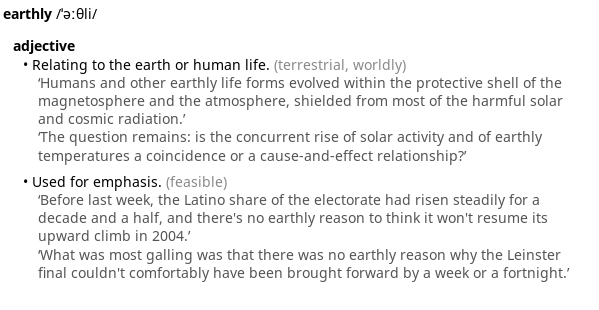 earthly /ˈəːθli/
adjective
• Relating to the earth or human life. (terrestrial, worldly)
‘Humans and other earthly life forms evolved within the protective shell of the
magnetosphere and the atmosphere, shielded from most of the harmful solar
and cosmic radiation.’
‘The question remains: is the concurrent rise of solar activity and of earthly
temperatures a coincidence or a cause-and-effect relationship?’
• Used for emphasis. (feasible)
‘Before last week, the Latino share of the electorate had risen steadily for a
decade and a half, and there's no earthly reason to think it won't resume its
upward climb in 2004.’
‘What was most galling was that there was no earthly reason why the Leinster
final couldn't comfortably have been brought forward by a week or a fortnight.’